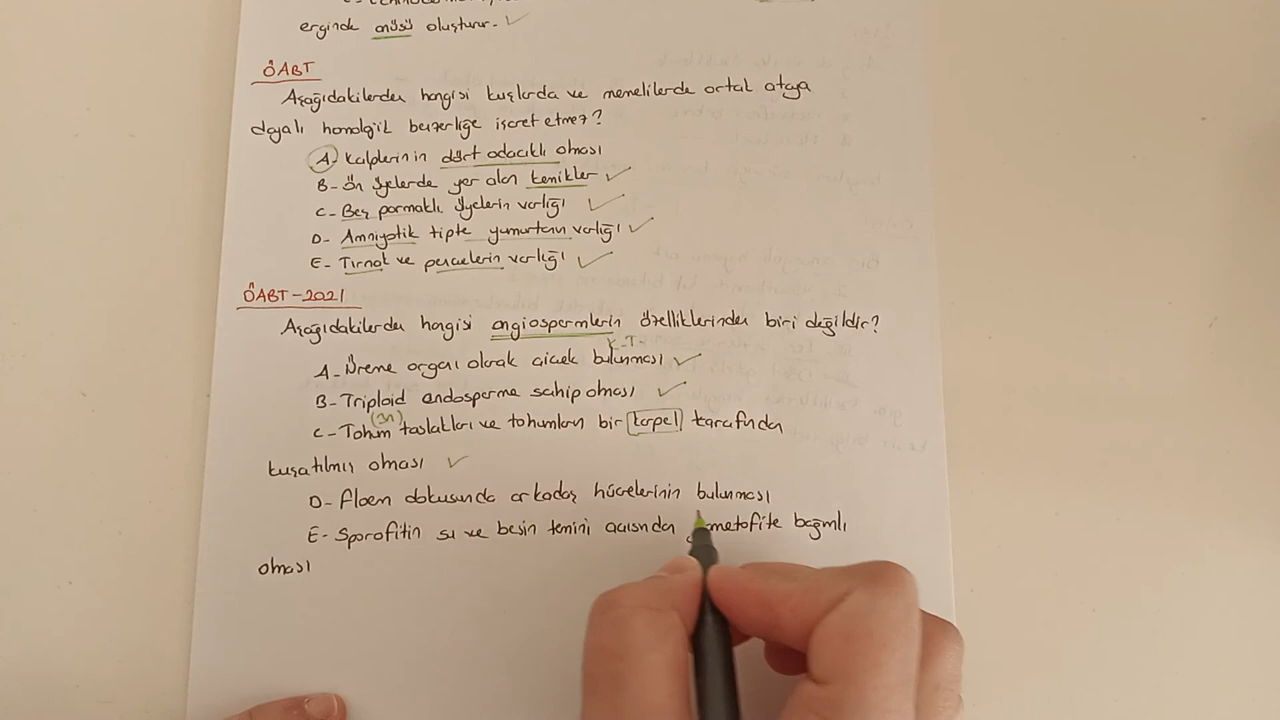 erginde anüsü oluşturur.
ÖABT
Aşağıdakilerden hangisi kuşlarda ve memelilerde ortak ataya
dayalı homolojik benzerliğe işaret etmez?
A- Kalplerinin dört odacıklı olması
B- Ön üyelerde yer alan kemikler
C- Beş parmaklı üyelerin varlığı
D- Amniyotik tipte yumurtanın varlığı
E- Tırnak ve pençelerin varlığı
ÖABT-2021
Aşağıdakilerden hangisi angiospermlerin özelliklerinden biri değildir?
K-T-
A- Üreme organı olarak çiçek bulunması
B- Triploid endosperme sahip olması
(3n)
C- Tohum taslakları ve tohumların bir karpel tarafından
kuşatılmış olması
D- Floem dokusunda arkadaş hücrelerinin bulunması
E- Sporofitin su ve besin temini açısından gametofite bağımlı
olması